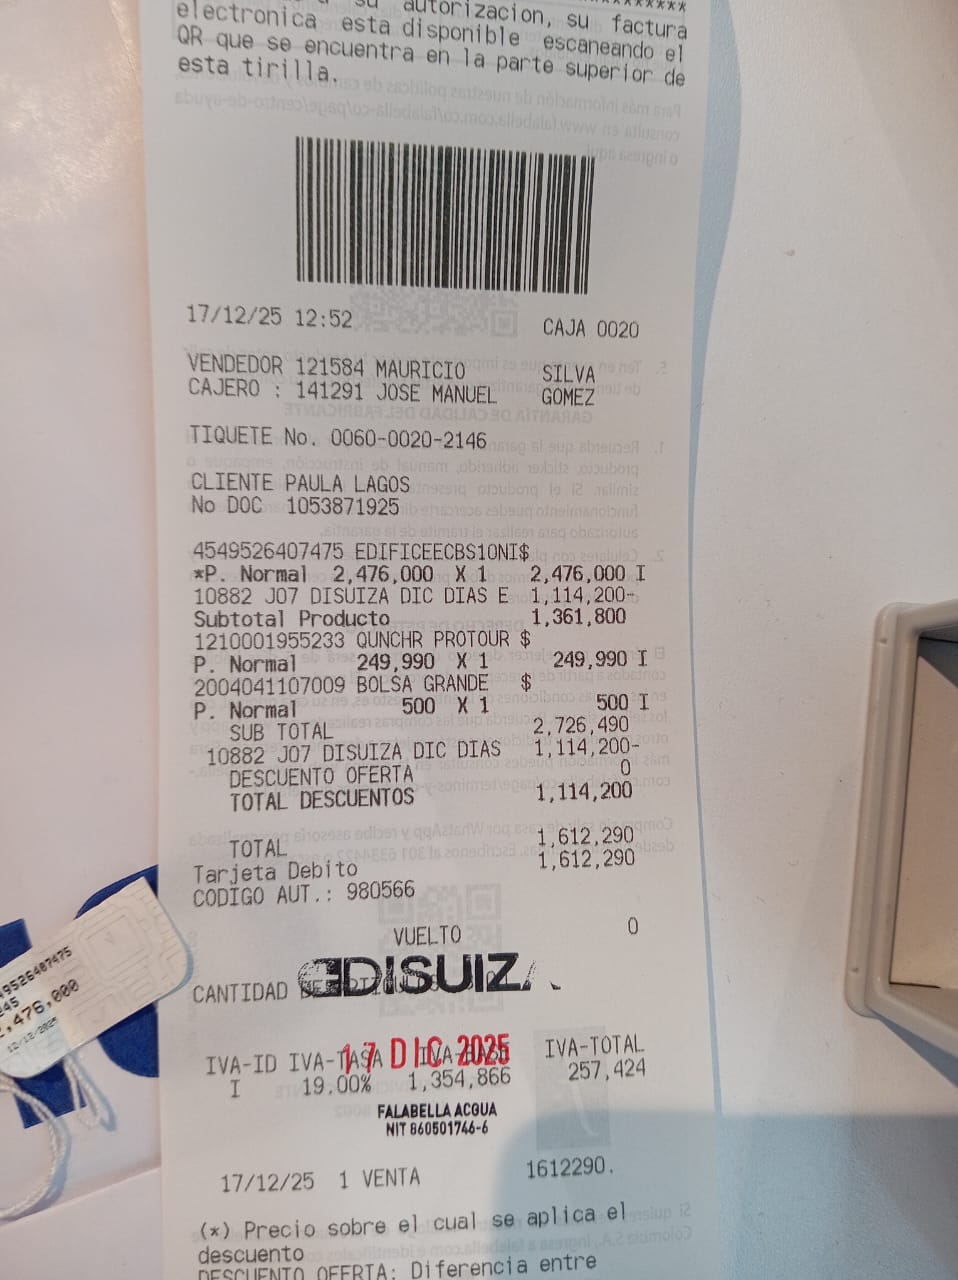 su autorizacion, su factura
electronica esta disponible escaneando el
QR que se encuentra en la parte superior de
esta tirilla.
17/12/25 12:52 CAJA 0020
VENDEDOR 121584 MAURICIO SILVA
CAJERO : 141291 JOSE MANUEL GOMEZ
TIQUETE No. 0060-0020-2146
CLIENTE PAULA LAGOS
No DOC 1053871925
4549526407475 EDIFICEECBS10NI$
*P. Normal 2,476,000 X 1 2,476,000 I
10882 J07 DISUIZA DIC DIAS E 1,114,200-
Subtotal Producto 1,361,800
1210001955233 QUNCHR PROTOUR $
P. Normal 249,990 X 1 249,990 I
2004041107009 BOLSA GRANDE $
P. Normal 500 X 1 500 I
SUB TOTAL 2,726,490
10882 J07 DISUIZA DIC DIAS 1,114,200-
DESCUENTO OFERTA 0
TOTAL DESCUENTOS 1,114,200
TOTAL 1,612,290
Tarjeta Debito 1,612,290
CODIGO AUT.: 980566
VUELTO 0
DISUIZA
CANTIDAD
17 DIC 2025
IVA-ID IVA-TASA IVA-BASE IVA-TOTAL
I 19.00% 1,354,866 257,424
FALABELLA ACQUA
NIT 860501746-6
17/12/25 1 VENTA 1612290.
(*) Precio sobre el cual se aplica el
descuento
DESCUENTO OFERTA: Diferencia entre
2,476,000
12/12/2025